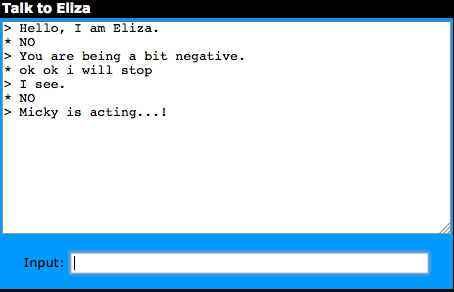 Talk to Eliza
> Hello, I am Eliza.
* NO
> You are being a bit negative.
* ok ok i will stop
> I see.
* NO
> Micky is acting...!
Input: